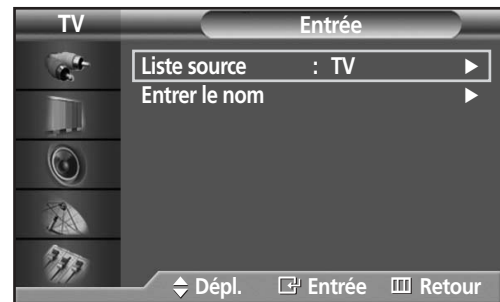 TV Entrée
Liste source : TV
Entrer le nom
Dépl. Entrée Retour